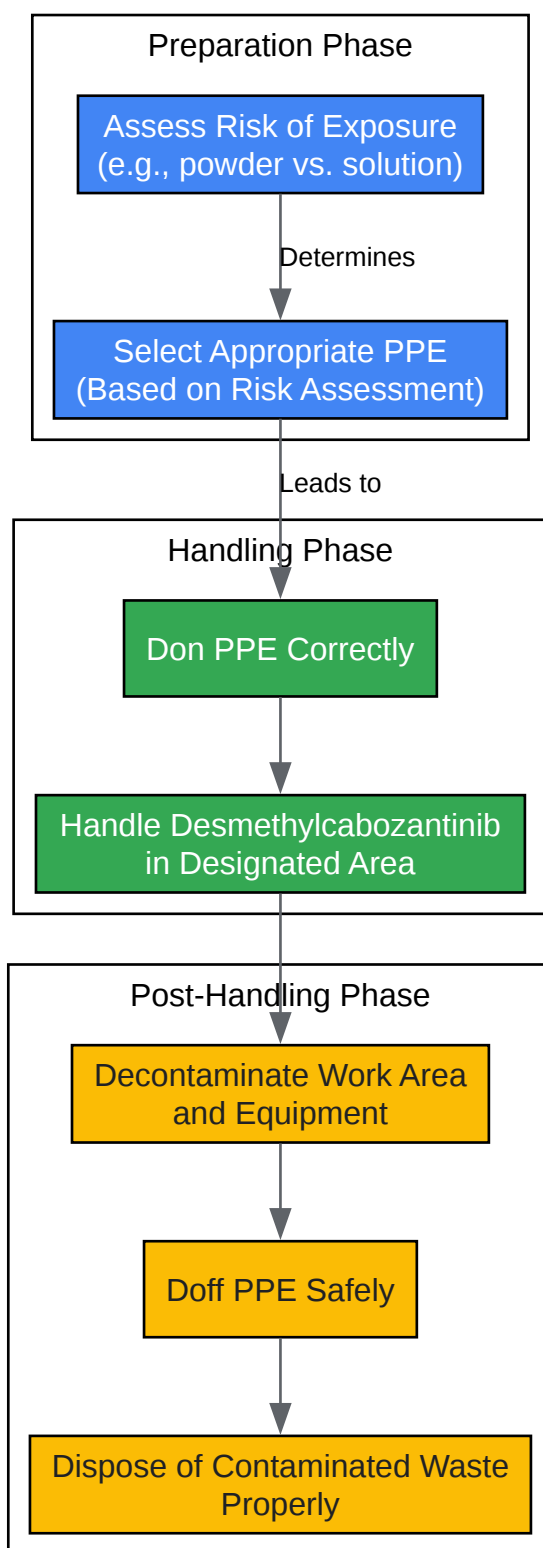 Preparation Phase
Assess Risk of Exposure
(e.g., powder vs. solution)
Determines
Select Appropriate PPE
(Based on Risk Assessment)
Leads to
Handling Phase
Don PPE Correctly
Handle Desmethylcabozantinib
in Designated Area
Post-Handling Phase
Decontaminate Work Area
and Equipment
Doff PPE Safely
Dispose of Contaminated Waste
Properly